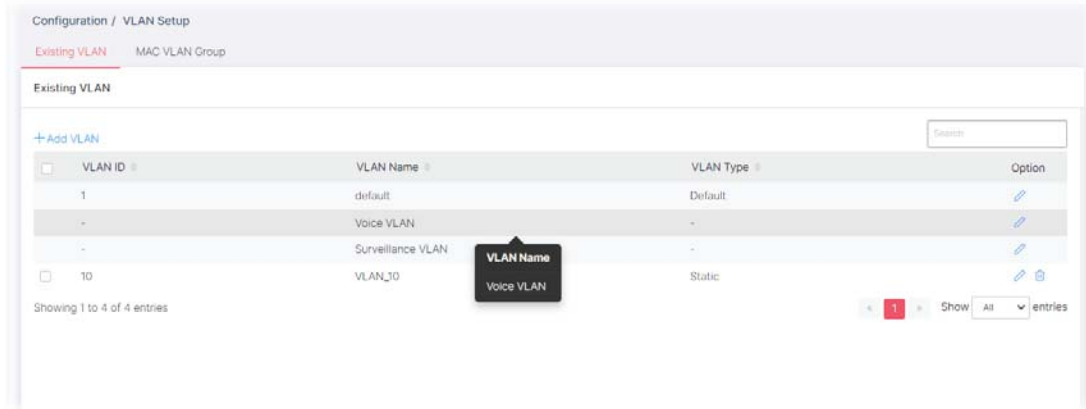 Configuration / VLAN Setup
Existing VLAN MAC VLAN Group
Existing VLAN
+Add VLAN Search
VLAN ID VLAN Name VLAN Type Option
1 default Default
- Voice VLAN -
- Surveillance VLAN -
VLAN Name
10 VLAN_10 Static
Voice VLAN
Showing 1 to 4 of 4 entries « 1 » Show All entries